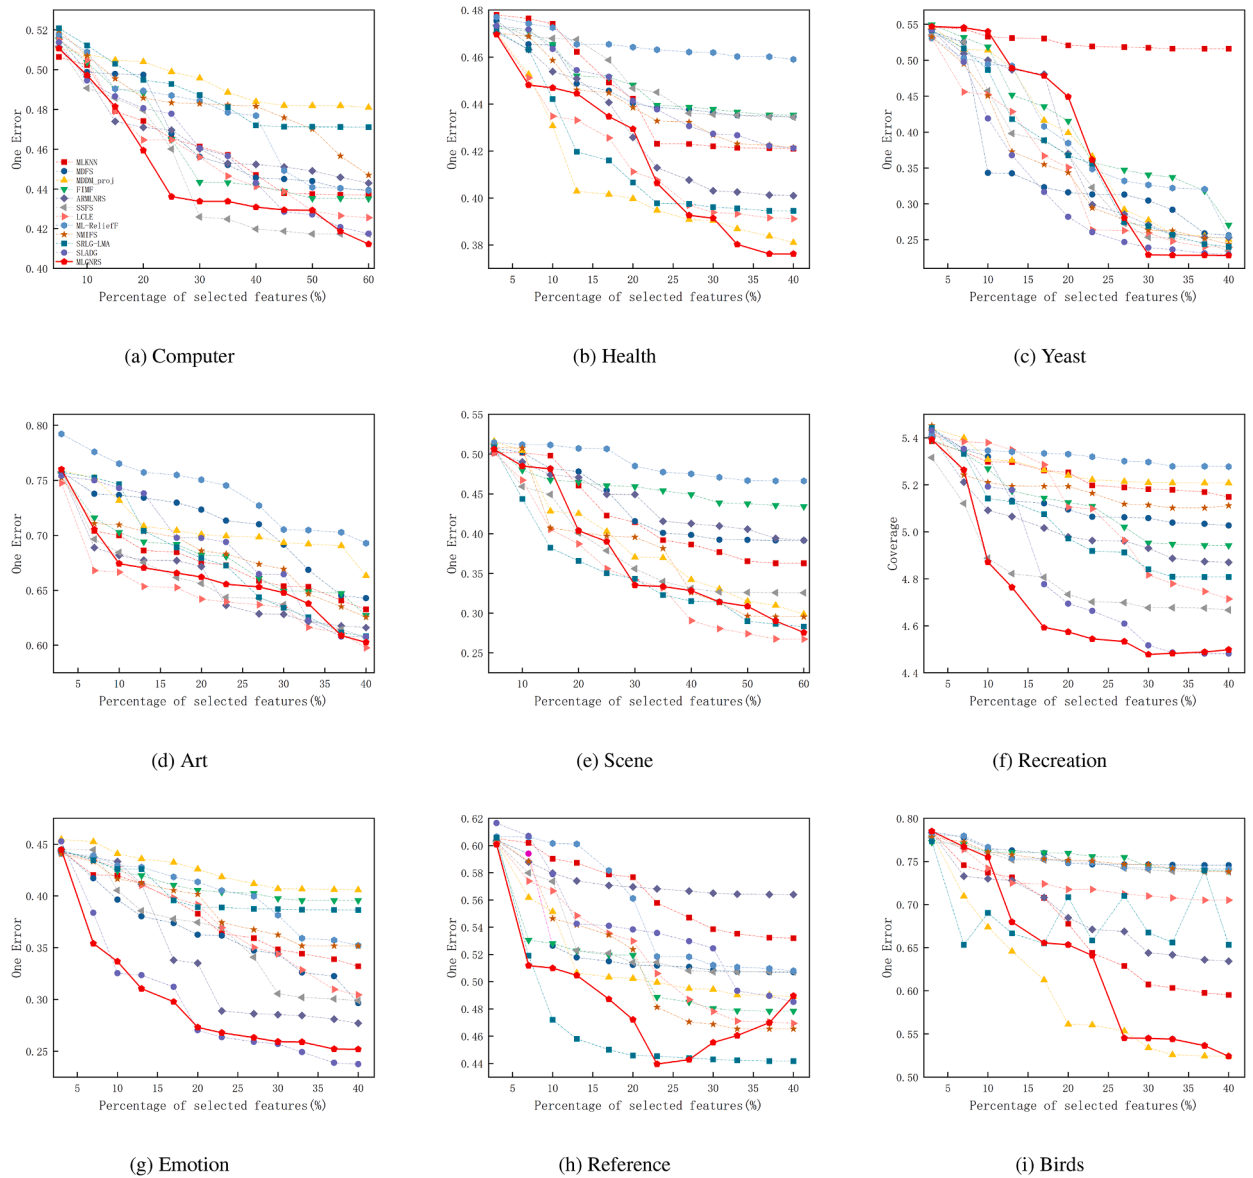 0.52
0.50
0.48
0.46
0.44
0.42
0.40
One Error
MLKNN
MDFS
MDDM_proj
FIMF
ARMLNRS
SSFS
LCLE
ML-ReliefF
NMIFS
SRLG-LMA
SLADG
MLGNRS
10 20 30 40 50 60
Percentage of selected features(%)
(a) Computer
0.48
0.46
0.44
0.42
0.40
0.38
One Error
5 10 15 20 25 30 35 40
Percentage of selected features(%)
(b) Health
0.55
0.50
0.45
0.40
0.35
0.30
0.25
One Error
5 10 15 20 25 30 35 40
Percentage of selected features(%)
(c) Yeast
0.80
0.75
0.70
0.65
0.60
One Error
5 10 15 20 25 30 35 40
Percentage of selected features(%)
(d) Art
0.55
0.50
0.45
0.40
0.35
0.30
0.25
One Error
10 20 30 40 50 60
Percentage of selected features(%)
(e) Scene
5.4
5.2
5.0
4.8
4.6
4.4
Coverage
5 10 15 20 25 30 35 40
Percentage of selected features(%)
(f) Recreation
0.45
0.40
0.35
0.30
0.25
One Error
5 10 15 20 25 30 35 40
Percentage of selected features(%)
(g) Emotion
0.62
0.60
0.58
0.56
0.54
0.52
0.50
0.48
0.46
0.44
One Error
5 10 15 20 25 30 35 40
Percentage of selected features(%)
(h) Reference
0.80
0.75
0.70
0.65
0.60
0.55
0.50
One Error
5 10 15 20 25 30 35 40
Percentage of selected features(%)
(i) Birds